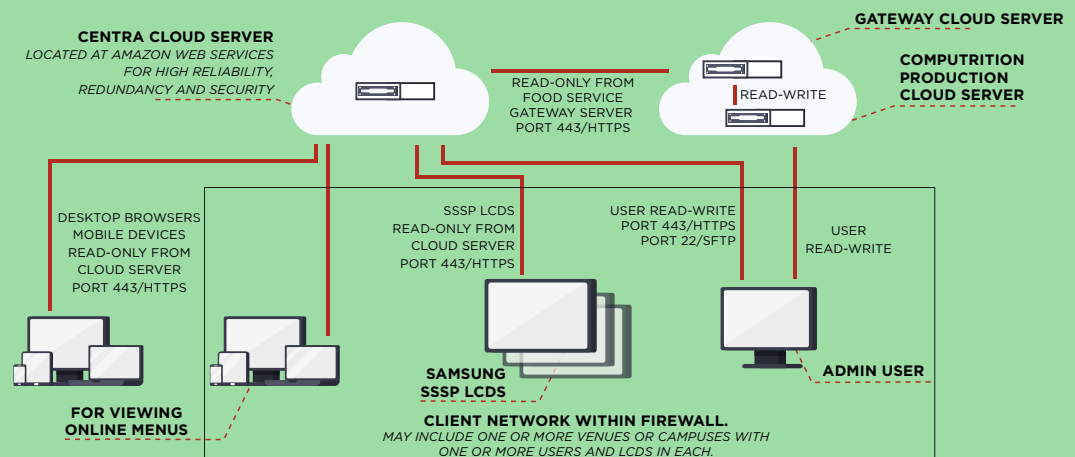 CENTRA CLOUD SERVER
LOCATED AT AMAZON WEB SERVICES
FOR HIGH RELIABILITY,
REDUNDANCY AND SECURITY
READ-ONLY FROM
FOOD SERVICE
GATEWAY SERVER
PORT 443/HTTPS
GATEWAY CLOUD SERVER
COMPUTRITION
PRODUCTION
CLOUD SERVER
READ-WRITE
DESKTOP BROWSERS
MOBILE DEVICES
READ-ONLY FROM
CLOUD SERVER
PORT 443/HTTPS
SSSP LCDS
READ-ONLY FROM
CLOUD SERVER
PORT 443/HTTPS
USER READ-WRITE
PORT 443/HTTPS
PORT 22/SFTP
USER
READ-WRITE
FOR VIEWING
ONLINE MENUS
SAMSUNG
SSSP LCDS
ADMIN USER
CLIENT NETWORK WITHIN FIREWALL.
MAY INCLUDE ONE OR MORE VENUES OR CAMPUSES WITH
ONE OR MORE USERS AND LCDS IN EACH.